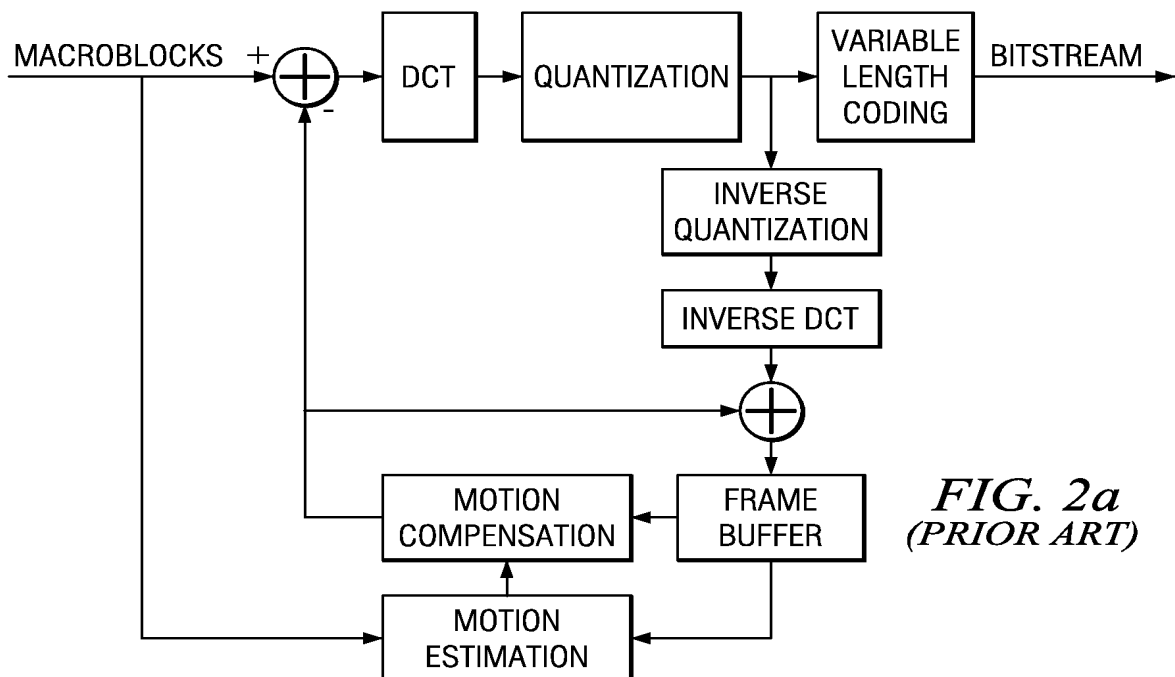 MACROBLOCKS
+
-
DCT
QUANTIZATION
VARIABLE
LENGTH
CODING
BITSTREAM
INVERSE
QUANTIZATION
INVERSE DCT
MOTION
COMPENSATION
FRAME
BUFFER
MOTION
ESTIMATION
FIG. 2a
(PRIOR ART)